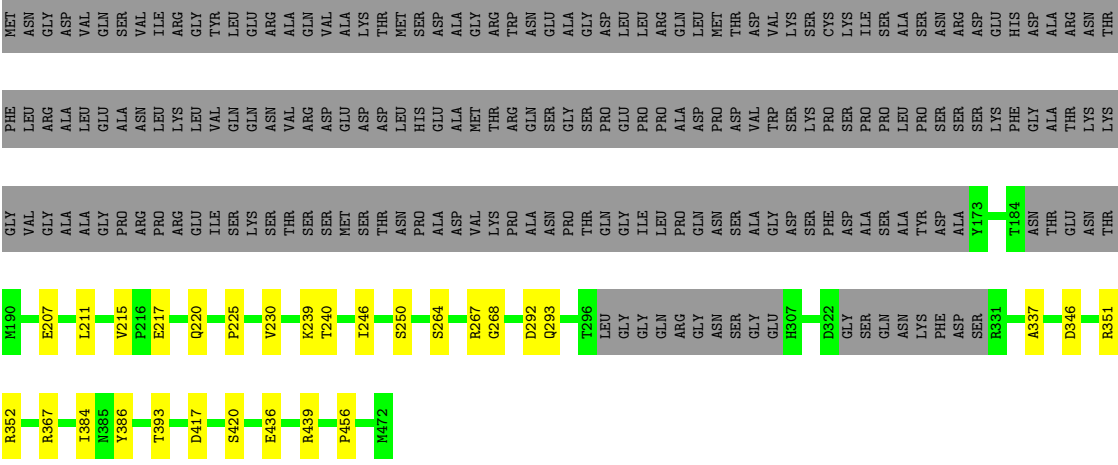 MET ASN GLY ASP VAL GLN SER VAL ILE ARG GLY TYR LEU GLU ARG ALA GLN VAL ALA LYS THR MET SER ASP ALA GLY ARG TRP ASN GLU ALA GLY ASP LEU LEU ARG GLN LEU MET THR ASP VAL LYS SER CYS LYS ILE SER ALA SER ASN ARG ASP GLU HIS ASP ALA ARG ASN THR
PHE LEU ARG ALA LEU GLU ALA ASN LEU LYS LEU VAL GLN GLN ASN VAL ARG ASP GLU ASP ASP LEU HIS GLU ALA MET THR ARG GLN SER GLY SER PRO GLU PRO PRO ALA ASP PRO ASP VAL TRP SER LYS PRO SER PRO PRO LEU PRO SER SER SER LYS PHE GLY ALA THR LYS LYS
GLY VAL GLY ALA ALA GLY PRO ARG PRO ARG GLU ILE SER LYS SER THR SER SER MET SER THR ASN PRO ALA ASP VAL LYS PRO ALA ASN PRO THR GLN GLY ILE LEU PRO GLN ASN SER ALA GLY ASP SER PHE ASP ALA SER ALA TYR ASP ALA Y173 T184 ASN THR GLU ASN THR
M190 E207 L211 V215 P216 E217 Q220 P225 V230 K239 T240 I246 S250 S264 R267 G268 D292 Q293 T296 LEU GLY GLY GLN ARG GLY ASN SER GLY GLU H307 D322 GLY SER GLN ASN LYS PHE ASP SER R331 A337 D346 R351
R352 R367 I384 N385 Y386 T393 D417 S420 E436 R439 P456 M472